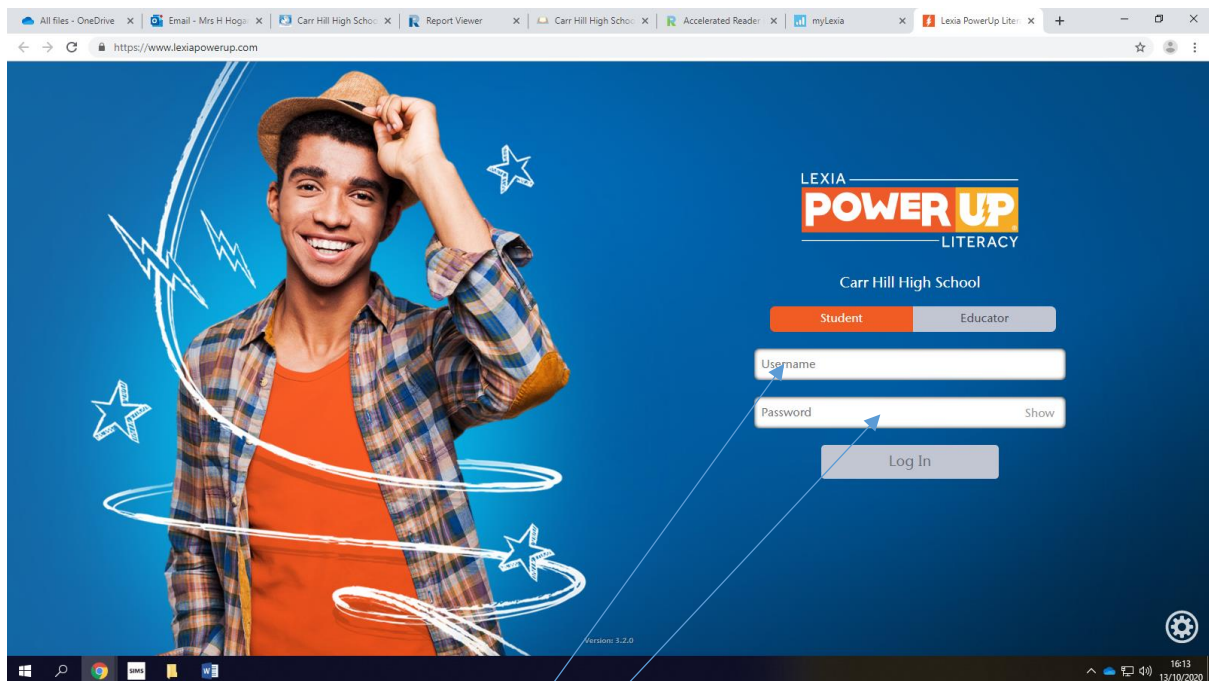 All files - OneDrive
Email - Mrs H Hoga
Carr Hill High Schoo
Report Viewer
Carr Hill High Schoo
Accelerated Reader
myLexia
Lexia PowerUp Liter
https://www.lexiapowerup.com
LEXIA
POWER UP
LITERACY
Carr Hill High School
Student Educator
Username
Password Show
Log In
Version: 3.2.0
SIMS
16:13
13/10/2020